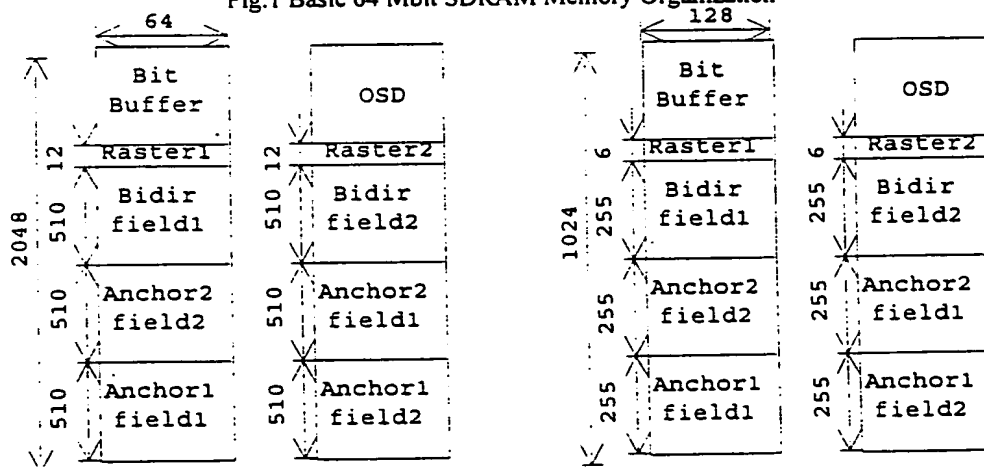 Fig.1 Basic 64 Mbit SDRAM Memory Organization
64
128
Bit
Buffer
OSD
Bit
Buffer
OSD
12
Raster1
12
Raster2
6
Raster1
6
Raster2
2048
510
Bidir
field1
510
Bidir
field2
1024
255
Bidir
field1
255
Bidir
field2
510
Anchor2
field2
510
Anchor2
field1
255
Anchor2
field2
255
Anchor2
field1
510
Anchor1
field1
510
Anchor1
field2
255
Anchor1
field1
255
Anchor1
field2